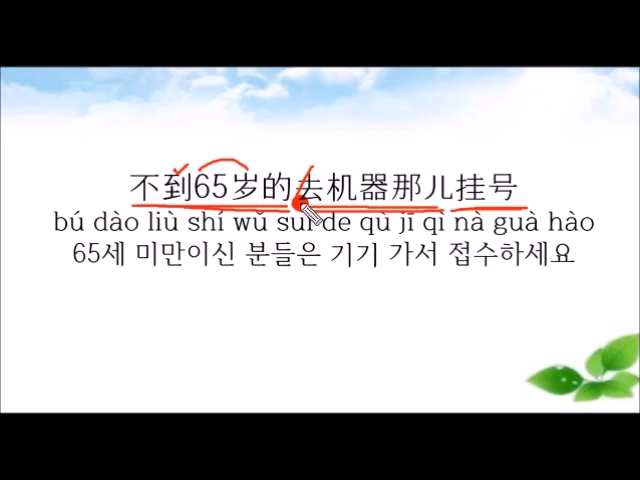 不到65岁的去机器那儿挂号
bú dào liù shí wǔ suì de qù jī qì nà guà hào
65세 미만이신 분들은 기기 가서 접수하세요